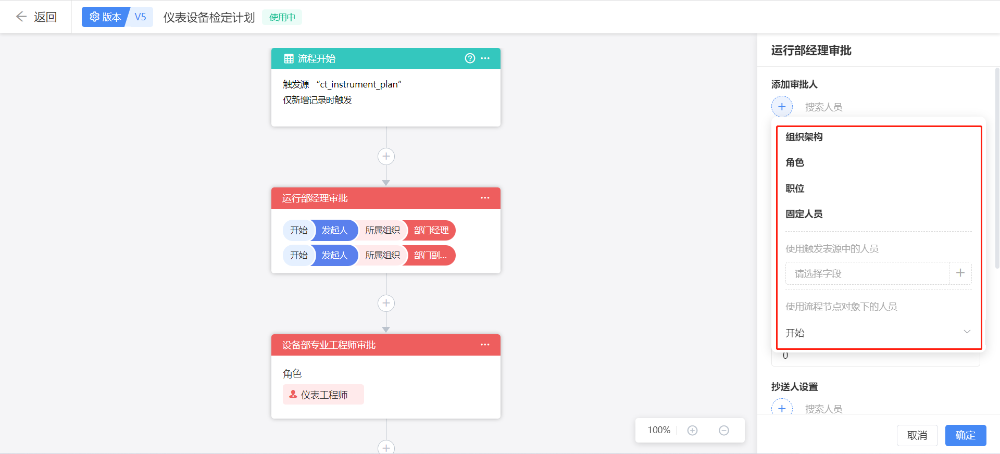 返回
版本 V5
仪表设备检定计划
使用中
流程开始
触发源 “ct_instrument_plan”
仅新增记录时触发
运行部经理审批
开始 发起人 所属组织 部门经理
开始 发起人 所属组织 部门副...
设备部专业工程师审批
角色
仪表工程师
100%
运行部经理审批
添加审批人
搜索人员
组织架构
角色
职位
固定人员
使用触发表源中的人员
请选择字段
使用流程节点对象下的人员
开始
0
抄送人设置
搜索人员
取消
确定